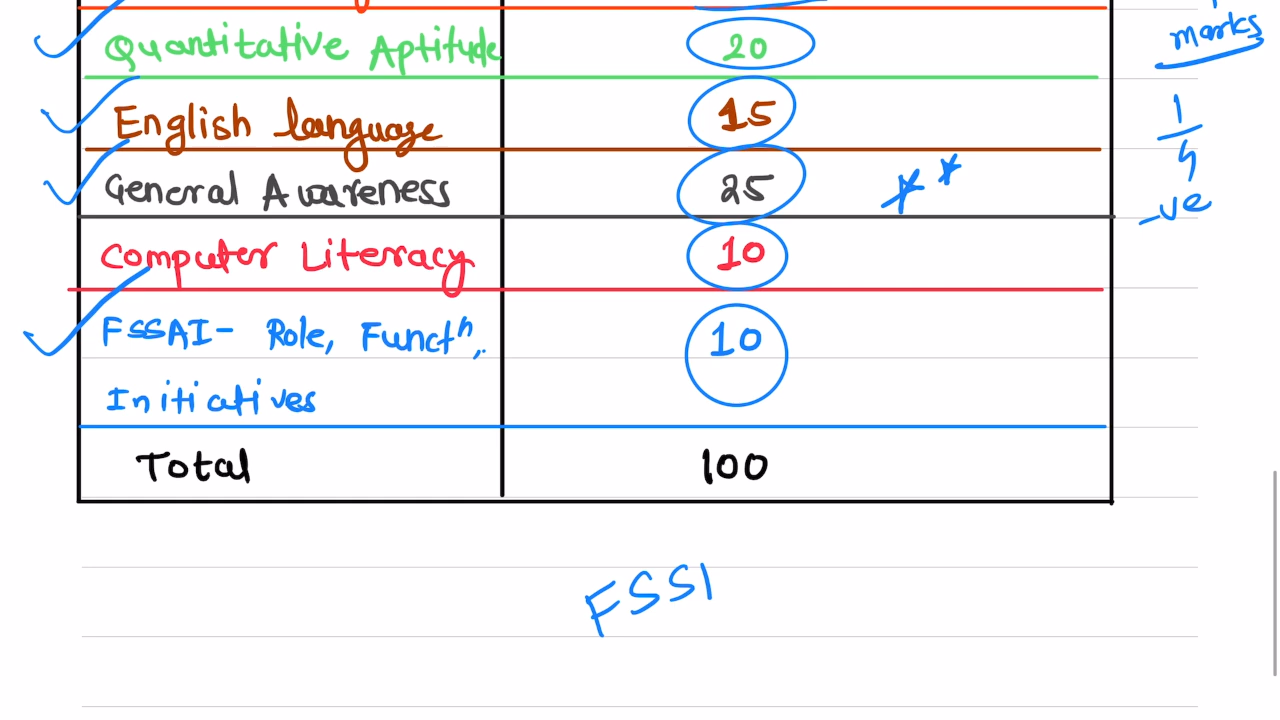 marks
Quantitative Aptitude 20
English language 15
1/4
General Awareness 25 **
-ve
Computer Literacy 10
FSSAI- Role, Functⁿ, 10
Initiatives
Total 100
FSSI